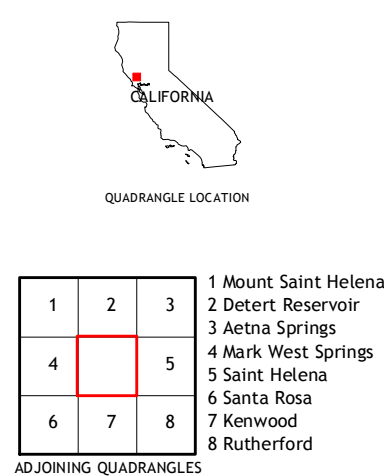 CALIFORNIA
QUADRANGLE LOCATION
1 2 3
4 5
6 7 8
1 Mount Saint Helena
2 Detert Reservoir
3 Aetna Springs
4 Mark West Springs
5 Saint Helena
6 Santa Rosa
7 Kenwood
8 Rutherford
ADJOINING QUADRANGLES